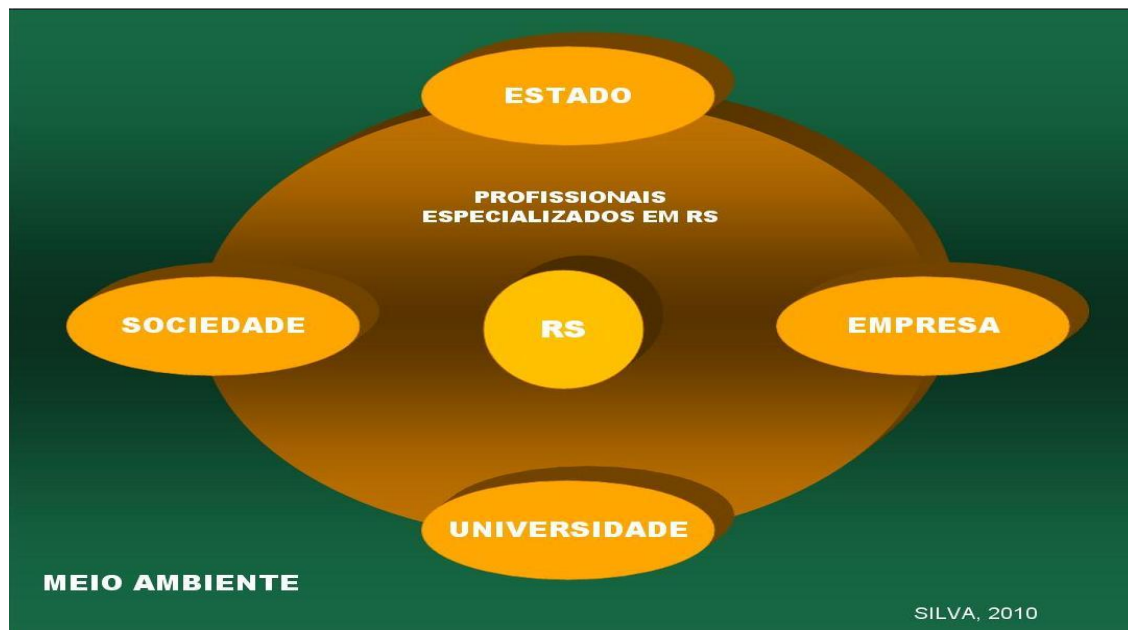 ESTADO
PROFISSIONAIS
ESPECIALIZADOS EM RS
SOCIEDADE
RS
EMPRESA
UNIVERSIDADE
MEIO AMBIENTE
SILVA, 2010